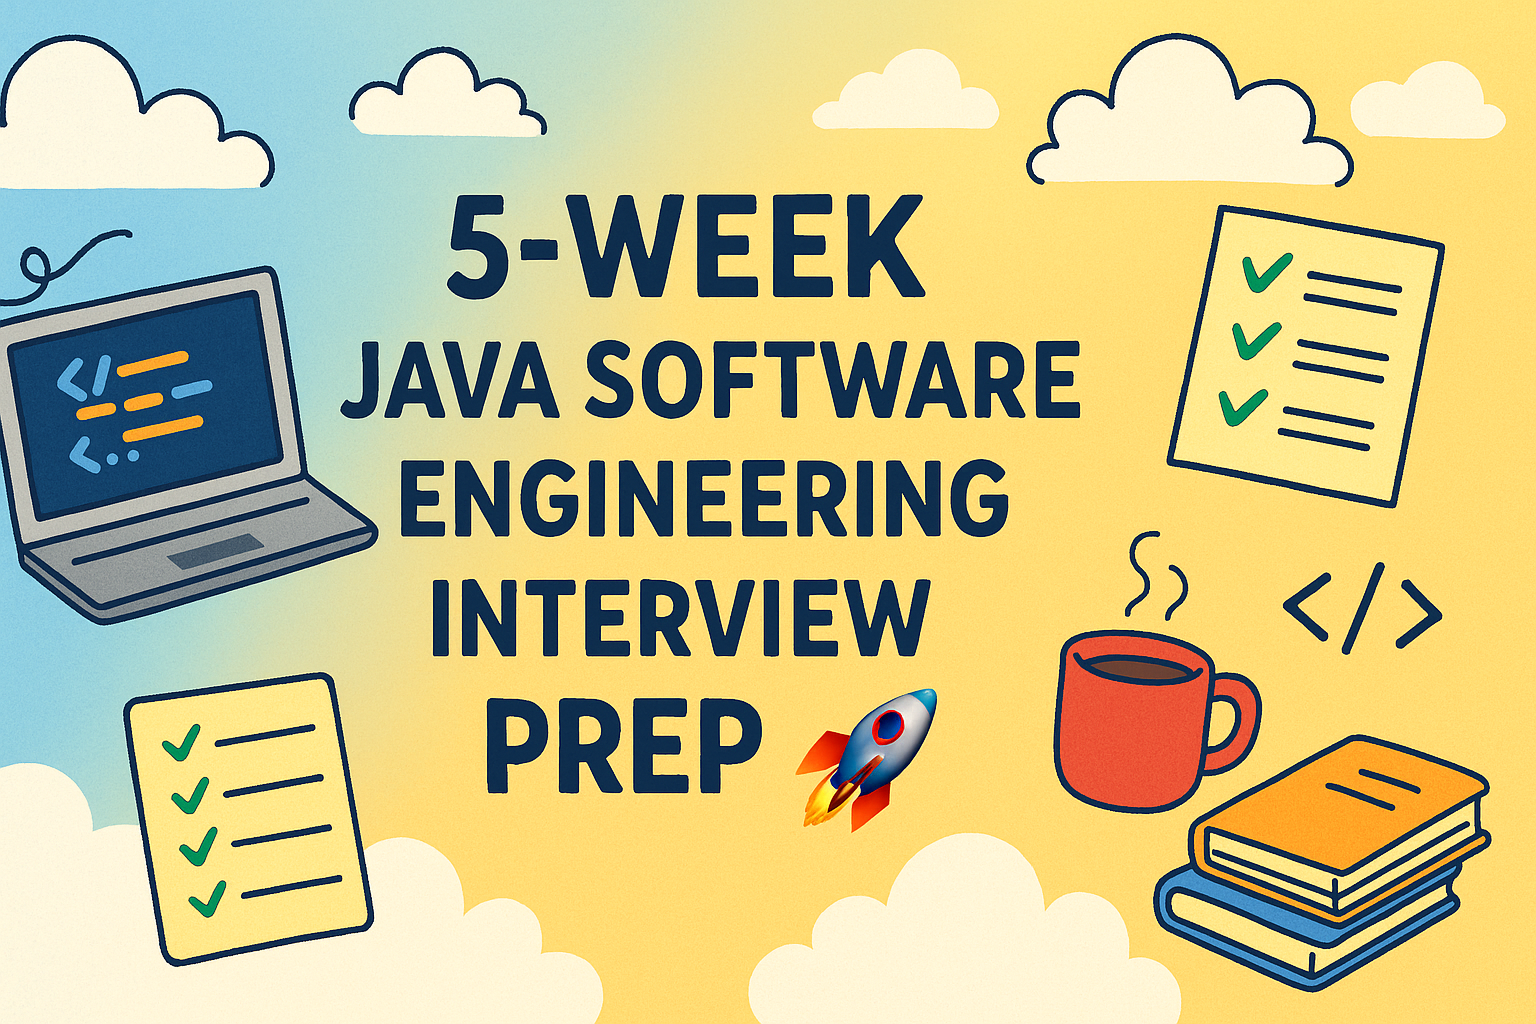 5-WEEK
JAVA SOFTWARE
ENGINEERING
INTERVIEW
PREP 🚀
</>